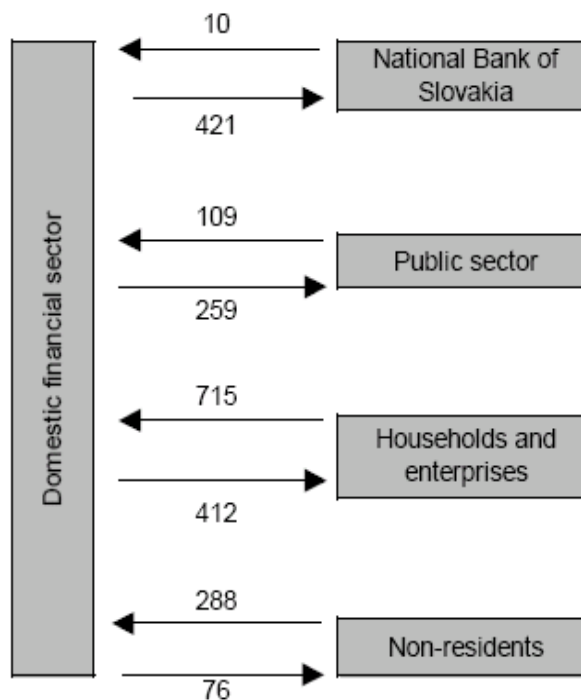 10
National Bank of
Slovakia
421
Domestic financial sector
109
Public sector
259
715
Households and
enterprises
412
288
Non-residents
76